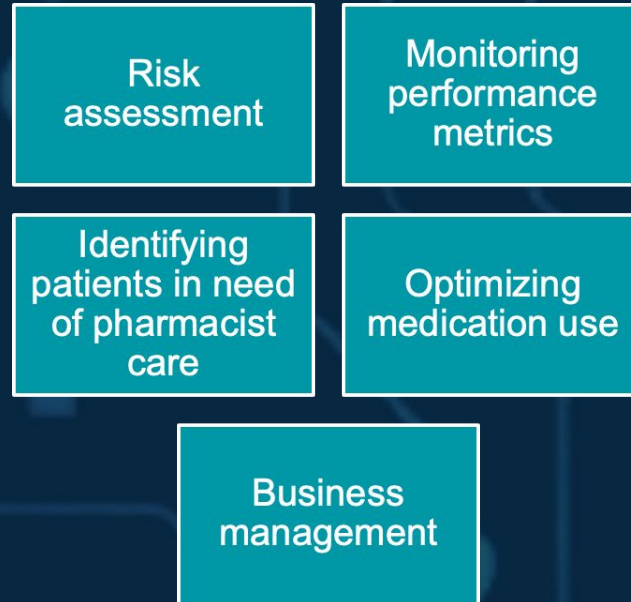 Risk
assessment
Monitoring
performance
metrics
Identifying
patients in need
of pharmacist
care
Optimizing
medication use
Business
management